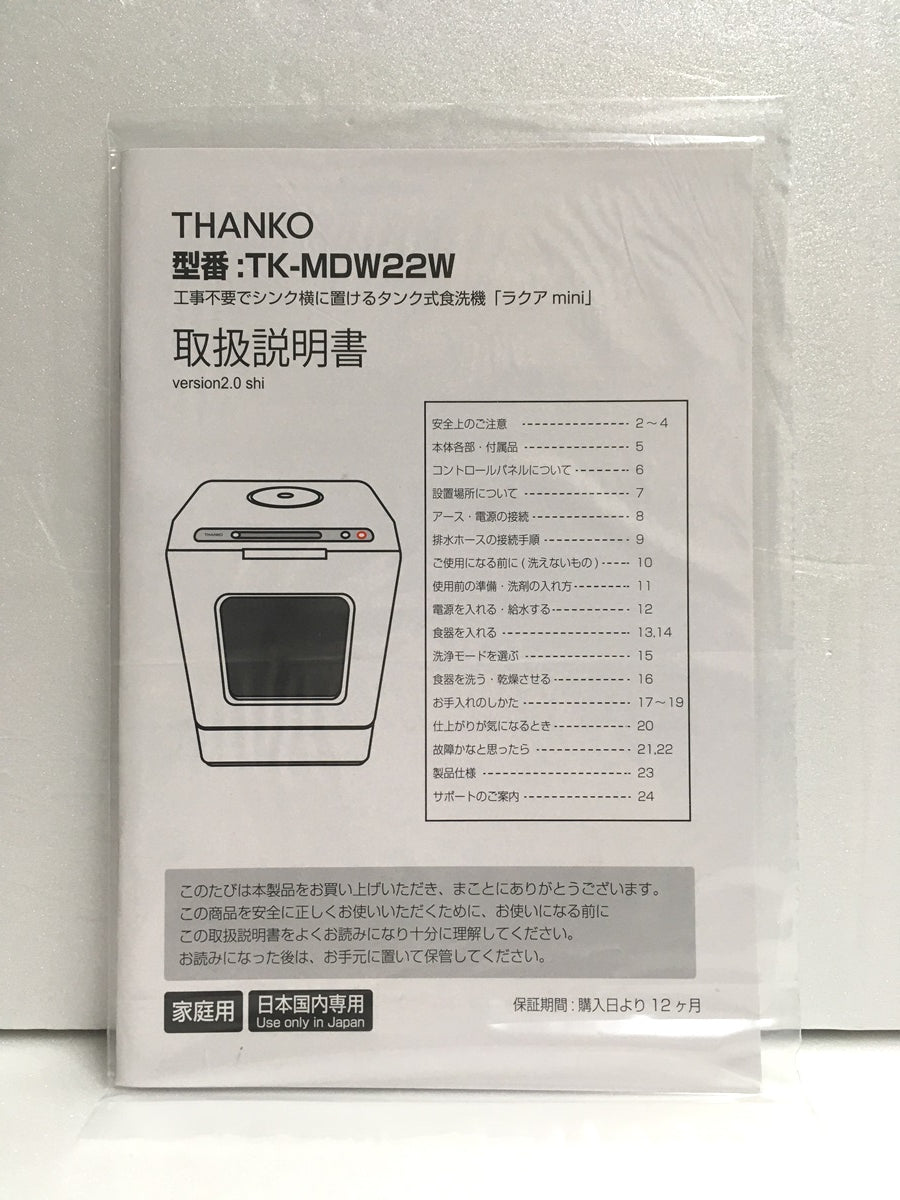 THANKO
型番:TK-MDW22W
工事不要でシンク横に置けるタンク式食洗機「ラクア mini」
取扱説明書
version2.0 shi
安全上のご注意 ---------------- 2～4
本体各部・付属品 ---------------- 5
コントロールパネルについて -------- 6
設置場所について ---------------- 7
アース・電源の接続 -------------- 8
排水ホースの接続手順 ------------ 9
ご使用になる前に(洗えないもの) ---- 10
使用前の準備・洗剤の入れ方 -------- 11
電源を入れる・給水する ------------ 12
食器を入れる -------------------- 13,14
洗浄モードを選ぶ ---------------- 15
食器を洗う・乾燥させる ------------ 16
お手入れのしかた ---------------- 17～19
仕上がりが気になるとき ------------ 20
故障かなと思ったら -------------- 21,22
製品仕様 ---------------------- 23
サポートのご案内 ---------------- 24
THANKO
このたびは本製品をお買い上げいただき、まことにありがとうございます。
この商品を安全に正しくお使いいただくために、お使いになる前に
この取扱説明書をよくお読みになり十分に理解してください。
お読みになった後は、お手元に置いて保管してください。
家庭用
日本国内専用
Use only in Japan
保証期間:購入日より 12 ヶ月